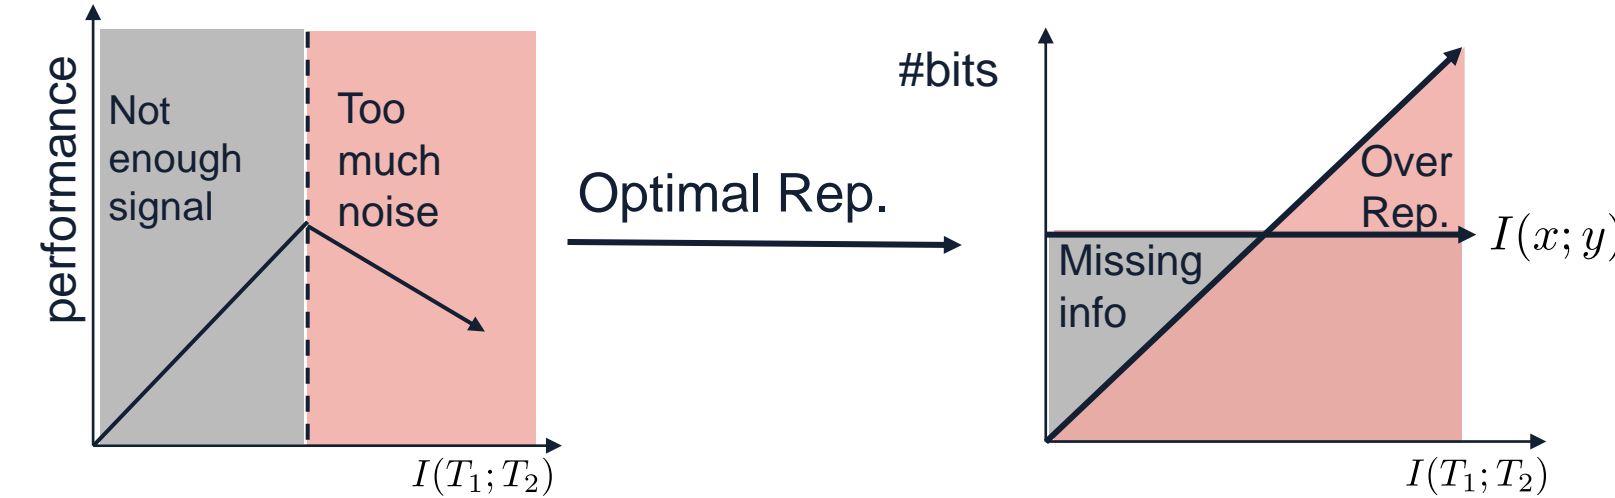 performance
Not
enough
signal
Too
much
noise
I(T₁; T₂)
Optimal Rep.
#bits
Over
Rep.
I(x; y)
Missing
info
I(T₁; T₂)